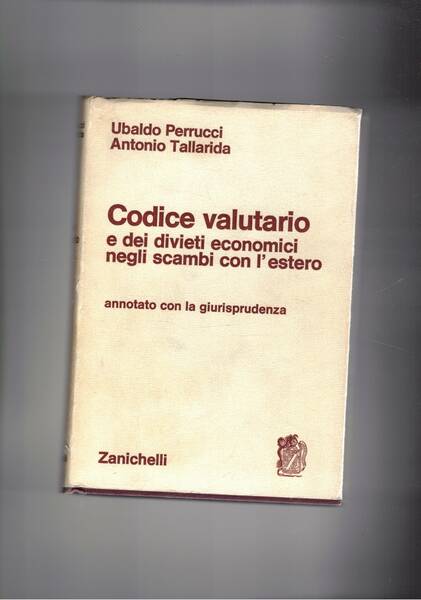 Ubaldo Perrucci
Antonio Tallarida
Codice valutario
e dei divieti economici
negli scambi con l'estero
annotato con la giurisprudenza
Zanichelli